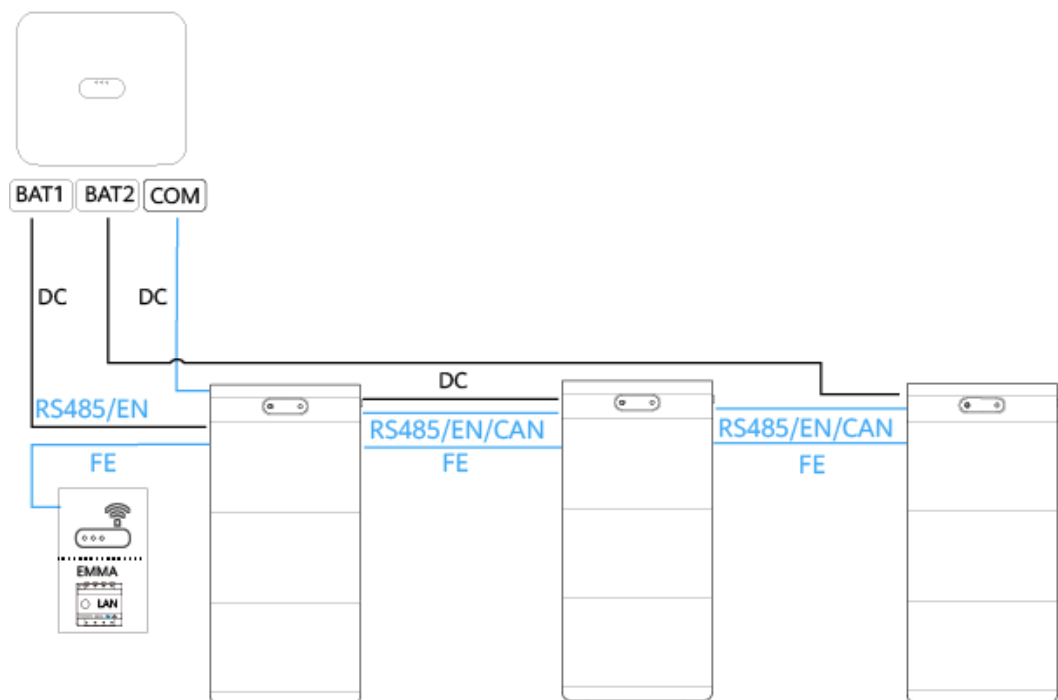 BAT1 BAT2 COM
DC DC
DC
RS485/EN
RS485/EN/CAN
RS485/EN/CAN
FE
FE
FE
EMMA
LAN